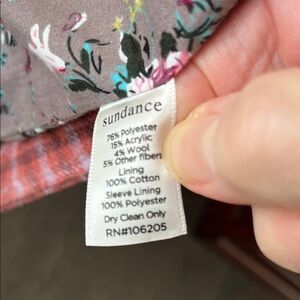 sundance
76% Polyester
15% Acrylic
4% Wool
5% Other fibers
Lining
100% Cotton
Sleeve Lining
100% Polyester
Dry Clean Only
RN#106205